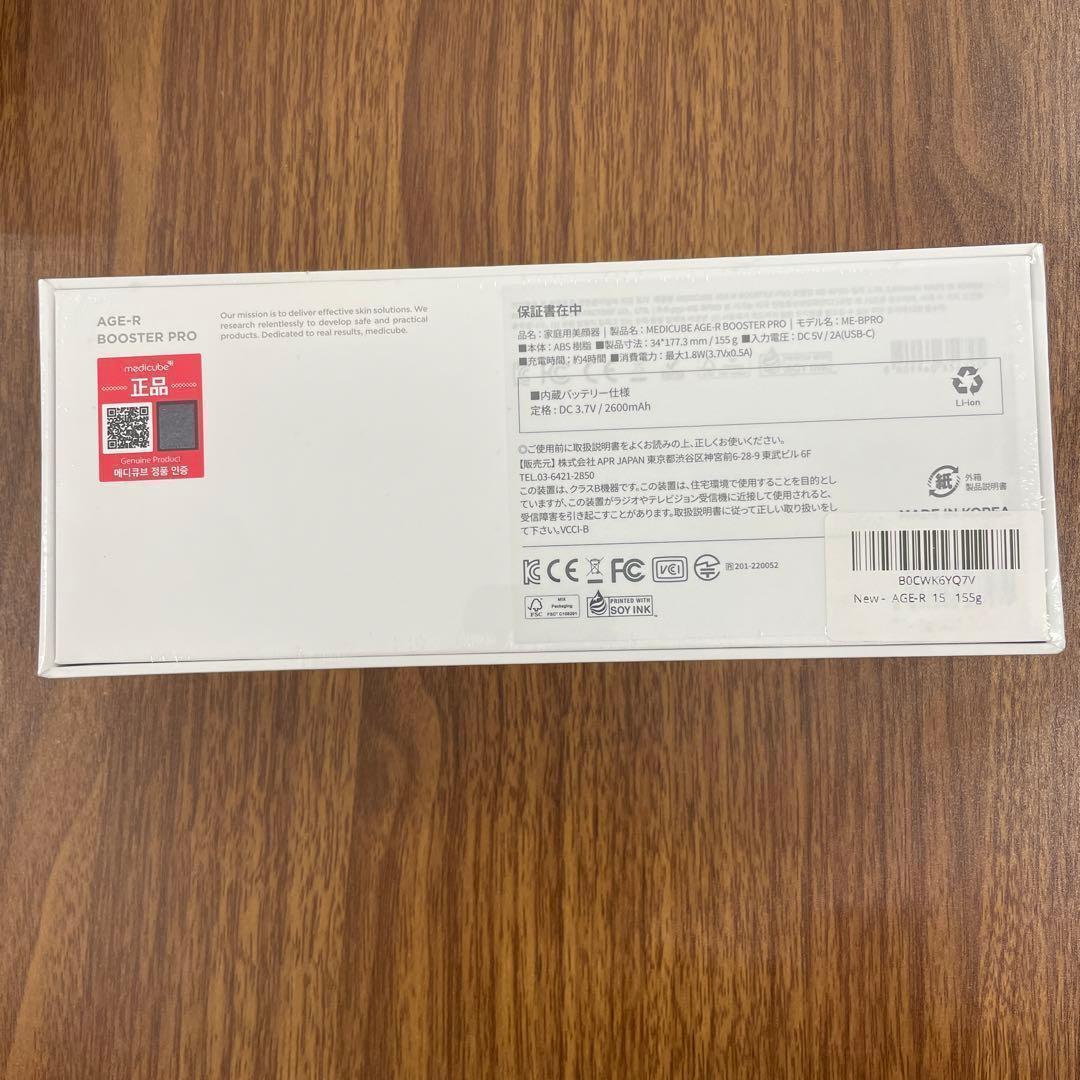 AGE-R
BOOSTER PRO
Our mission is to deliver effective skin solutions. We
research relentlessly to develop safe and practical
products. Dedicated to real results, medicube.
medicube
正品
Genuine Product
메디큐브 정품 인증
保証書在中
品名:家庭用美顔器 | 製品名: MEDICUBE AGE-R BOOSTER PRO | モデル名: ME-BPRO
■本体: ABS 樹脂 ■製品寸法: 34*177.3 mm / 155 g ■入力電圧: DC 5V / 2A(USB-C)
■充電時間: 約4時間 ■消費電力: 最大1.8W(3.7Vx0.5A)
■内蔵バッテリー仕様
定格 : DC 3.7V / 2600mAh
Li-ion
◎ご使用前に取扱説明書をよくお読みの上、正しくお使いください。
【販売元】 株式会社 APR JAPAN 東京都渋谷区神宮前6-28-9 東武ビル 6F
TEL.03-6421-2850
この装置は、クラスB機器です。この装置は、住宅環境で使用することを目的とし
ていますが、この装置がラジオやテレビジョン受信機に近接して使用されると、
受信障害を引き起こすことがあります。取扱説明書に従って正しい取り扱いをし
て下さい。VCCI-B
紙
外箱
製品説明書
MADE IN KOREA
CE FC VCI R 201-220052
FSC
MIX
Packaging
FSC® C108291
PRINTED WITH
SOY INK
B0CWK6YQ7V
New - AGE-R 1S 155g